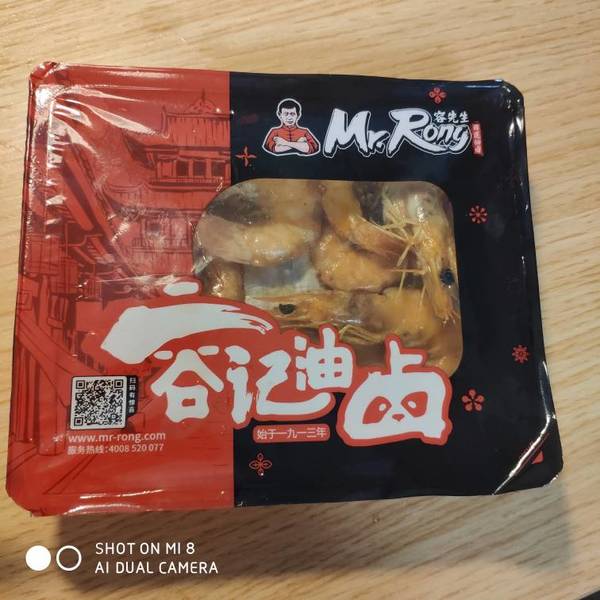 容先生
Mr. Rong
容记油卤
始于一九一三年
扫码有惊喜
www.mr-rong.com
服务热线:4008 520 077
SHOT ON MI 8
AI DUAL CAMERA